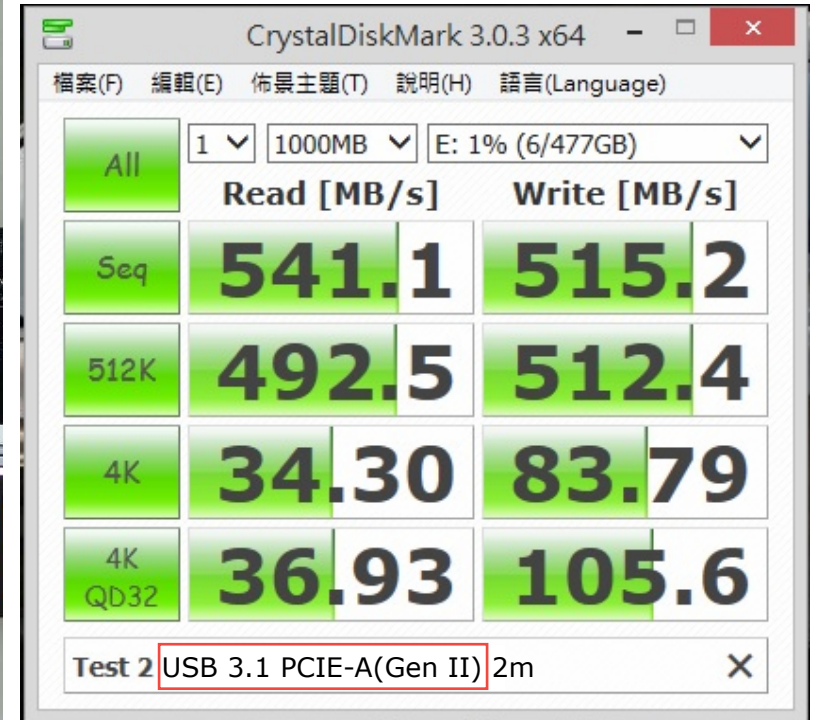 CrystalDiskMark 3.0.3 x64
檔案(F) 編輯(E) 佈景主題(T) 說明(H) 語言(Language)
All 1 1000MB E: 1% (6/477GB)
Read [MB/s] Write [MB/s]
Seq 541.1 515.2
512K 492.5 512.4
4K 34.30 83.79
4K
QD32 36.93 105.6
Test 2 USB 3.1 PCIE-A(Gen II) 2m